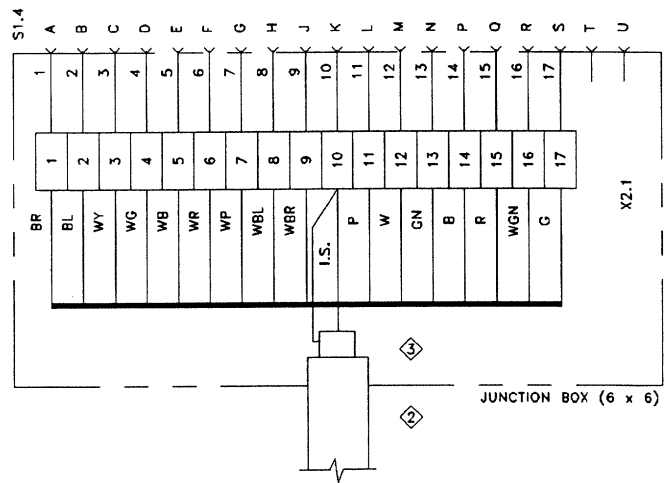 S1.4 A B C D E F G H J K L M N P Q R S T U
1 2 3 4 5 6 7 8 9 10 11 12 13 14 15 16 17
1 2 3 4 5 6 7 8 9 10 11 12 13 14 15 16 17
X2.1
BR BL WY WG WB WR WP WBL WBR I.S. P W GN B R WGN G
3
JUNCTION BOX (6 x 6)
2